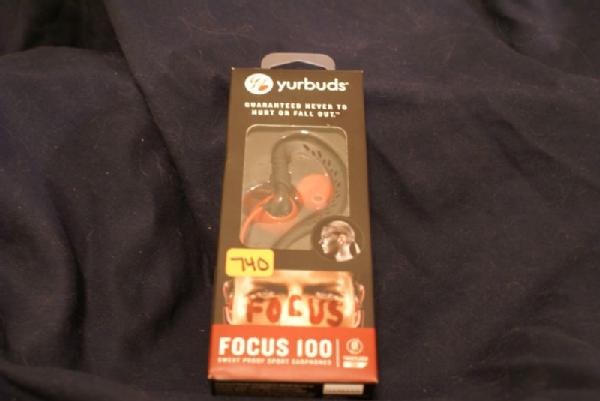 yurbuds
GUARANTEED NEVER TO
HURT OR FALL OUT.™
740
FOCUS
FOCUS 100
SWEAT PROOF SPORT EARPHONES